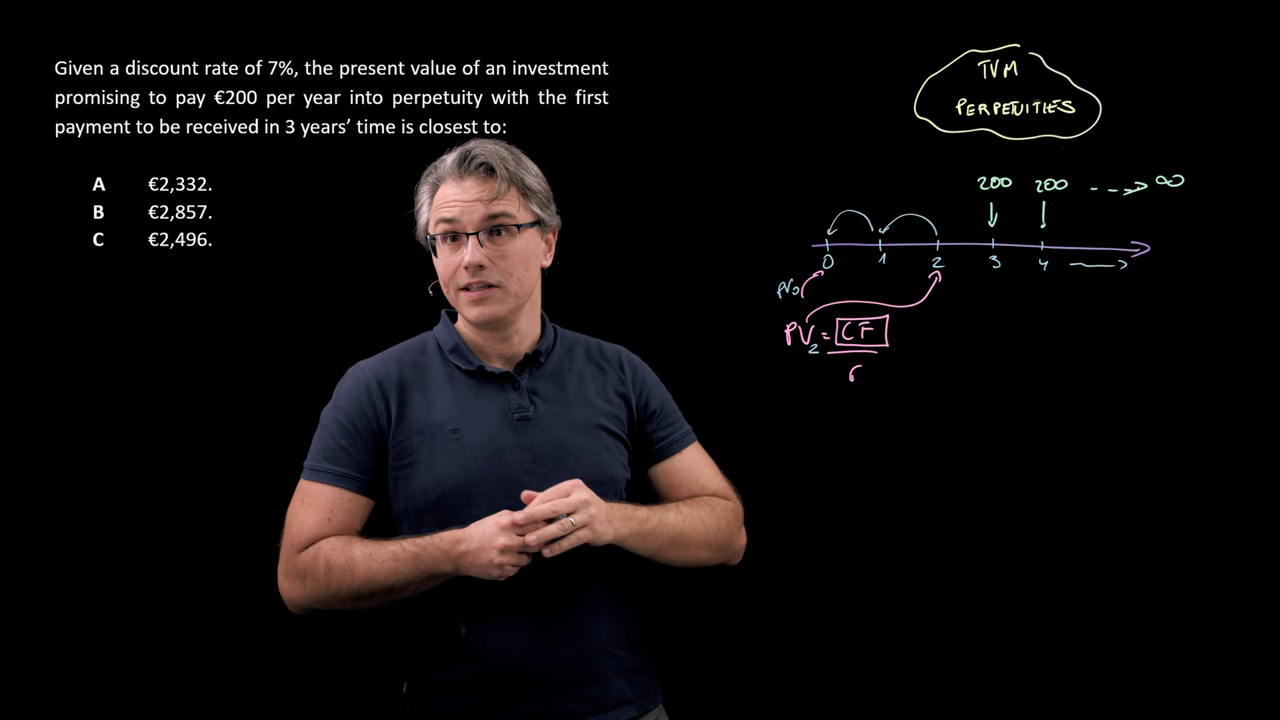 Given a discount rate of 7%, the present value of an investment
promising to pay €200 per year into perpetuity with the first
payment to be received in 3 years’ time is closest to:
A €2,332.
B €2,857.
C €2,496.
TVM
PERPENITIES
200 200 ∞
0 1 2 3 4
PV0
PV2 = CF
r